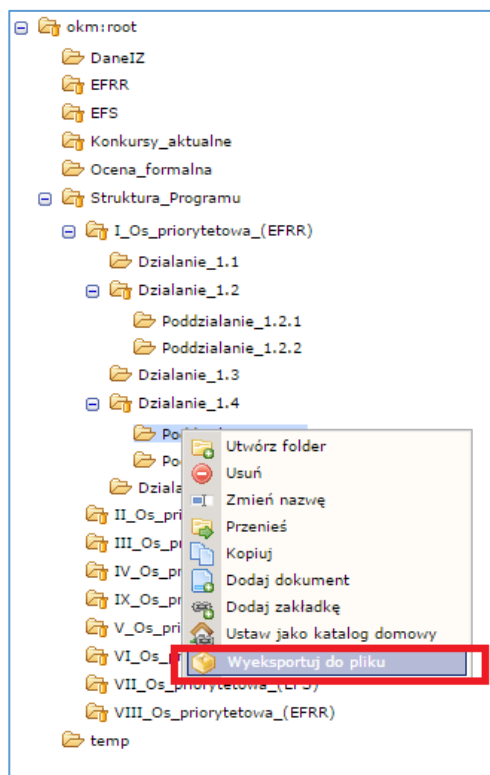 okm:root
DaneIZ
EFRR
EFS
Konkursy_aktualne
Ocena_formalna
Struktura_Programu
I_Os_priorytetowa_(EFRR)
Dzialanie_1.1
Dzialanie_1.2
Poddzialanie_1.2.1
Poddzialanie_1.2.2
Dzialanie_1.3
Dzialanie_1.4
Utwórz folder
Usuń
Zmień nazwę
Przenieś
Kopiuj
Dodaj dokument
Dodaj zakładkę
Ustaw jako katalog domowy
Wyeksportuj do pliku
VII_Os_priorytetowa_(EFS)
VIII_Os_priorytetowa_(EFRR)
temp